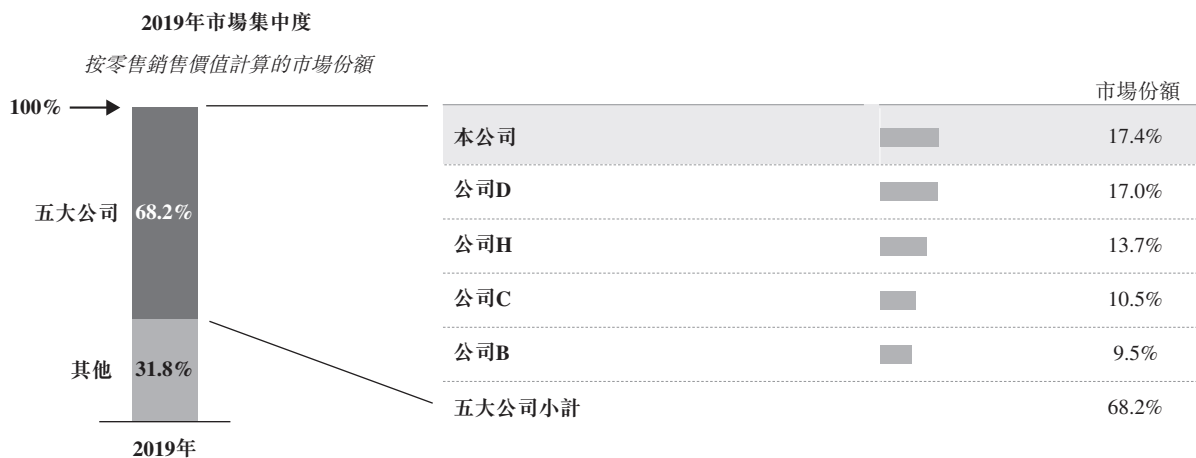 2019年市場集中度
按零售銷售價值計算的市場份額
100%
五大公司 68.2%
其他 31.8%
2019年
市場份額
本公司 17.4%
公司D 17.0%
公司H 13.7%
公司C 10.5%
公司B 9.5%
五大公司小計 68.2%